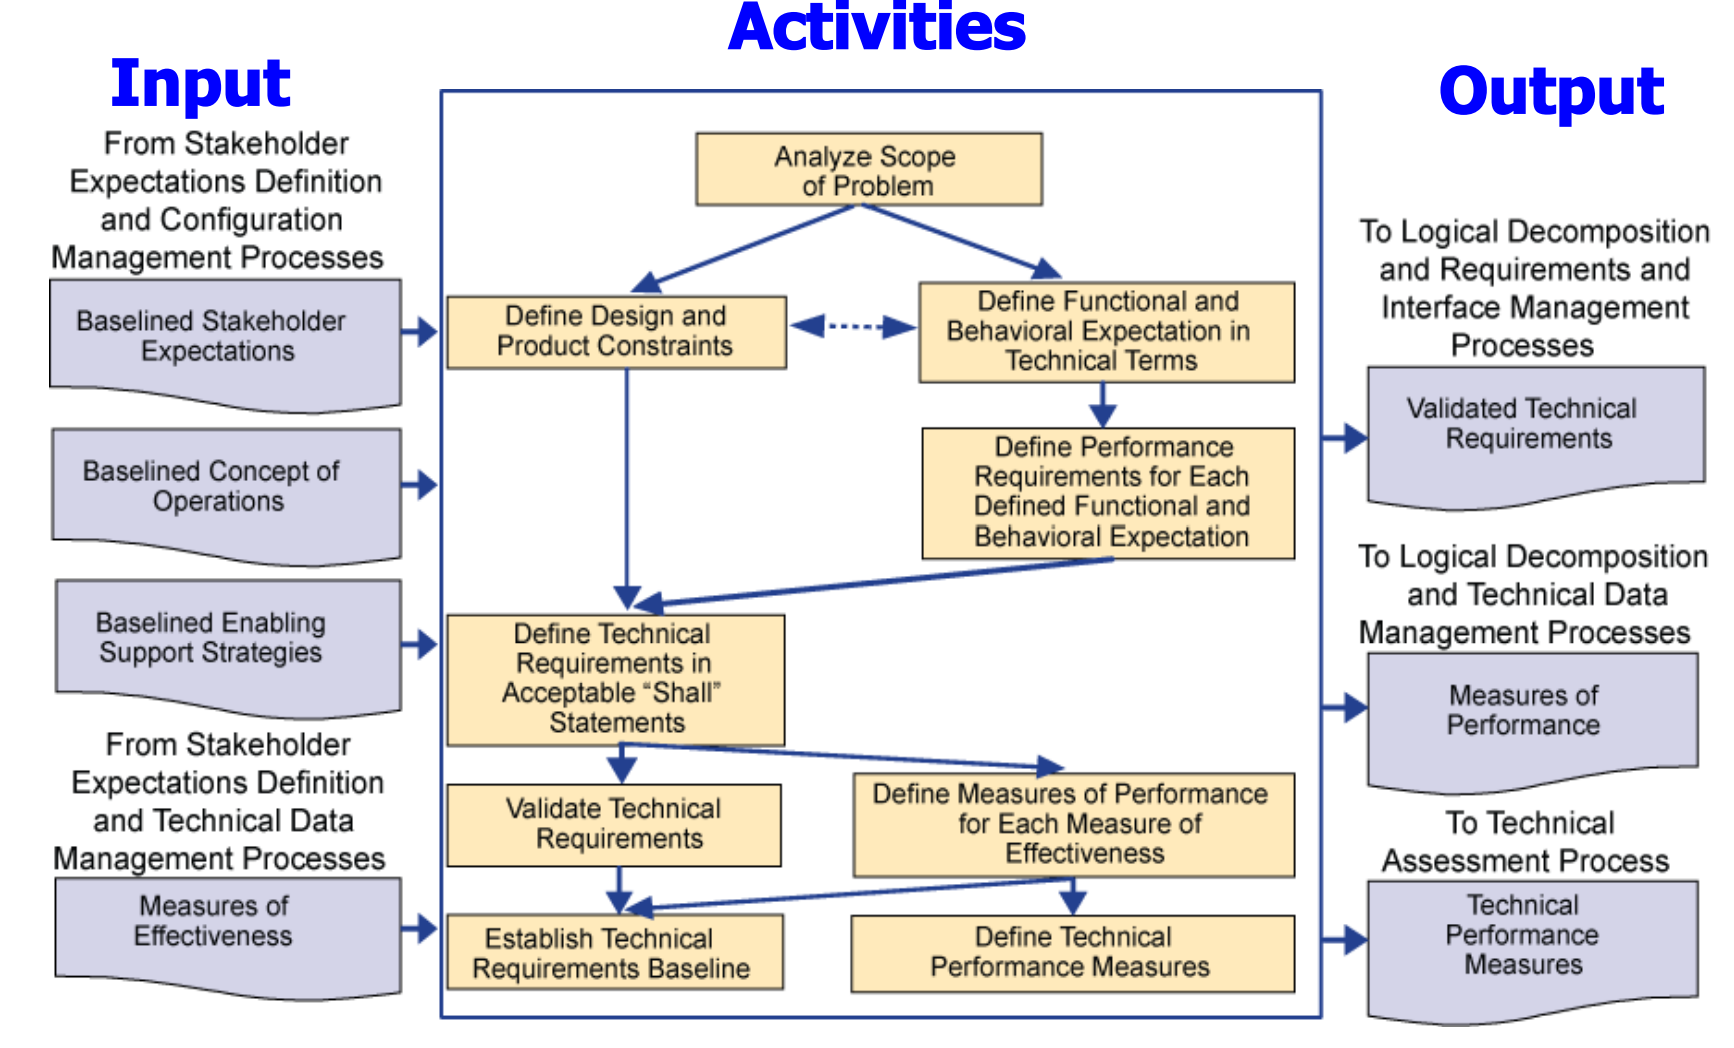 Activities
Input
Output
From Stakeholder
Expectations Definition
and Configuration
Management Processes
Baselined Stakeholder
Expectations
Baselined Concept of
Operations
Baselined Enabling
Support Strategies
From Stakeholder
Expectations Definition
and Technical Data
Management Processes
Measures of
Effectiveness
Analyze Scope
of Problem
Define Design and
Product Constraints
Define Functional and
Behavioral Expectation in
Technical Terms
Define Performance
Requirements for Each
Defined Functional and
Behavioral Expectation
Define Technical
Requirements in
Acceptable “Shall”
Statements
Validate Technical
Requirements
Define Measures of Performance
for Each Measure of
Effectiveness
Establish Technical
Requirements Baseline
Define Technical
Performance Measures
To Logical Decomposition
and Requirements and
Interface Management
Processes
Validated Technical
Requirements
To Logical Decomposition
and Technical Data
Management Processes
Measures of
Performance
To Technical
Assessment Process
Technical
Performance
Measures